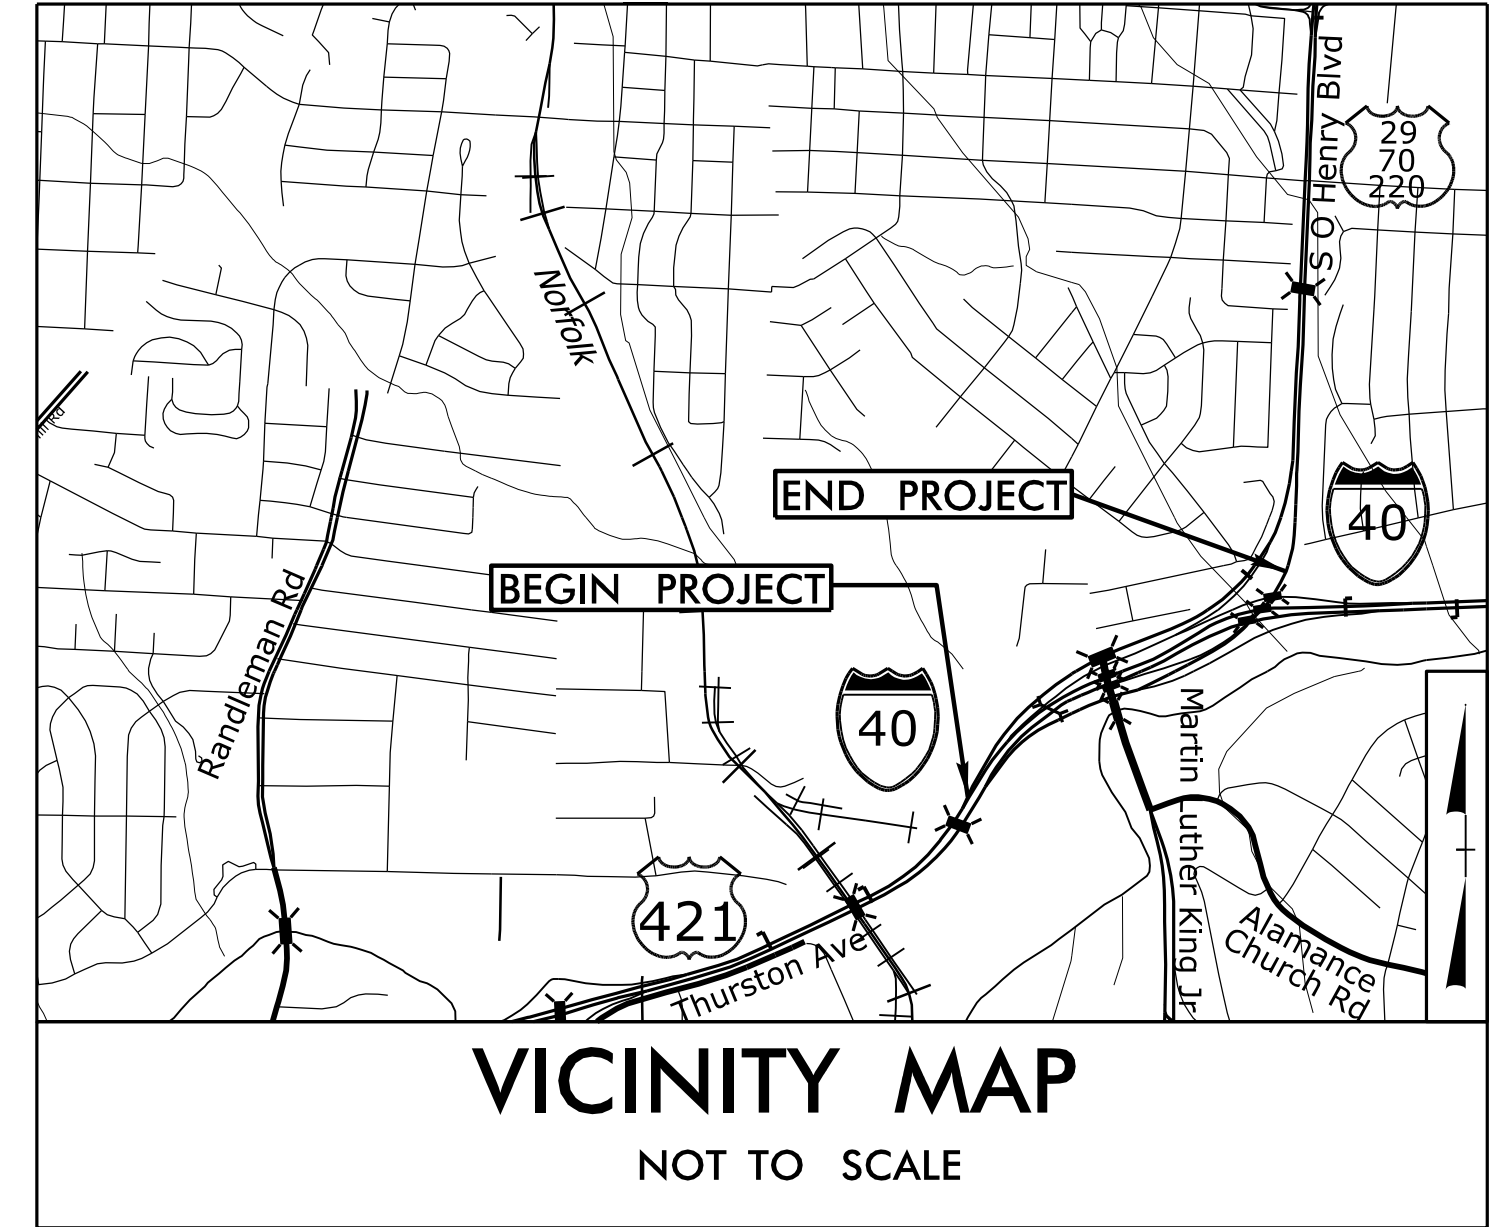 S O Henry Blvd
29
70
220
Norfolk
END PROJECT
40
BEGIN PROJECT
Randleman Rd
40
Martin Luther King Jr
421
Thurston Ave
Alamance
Church Rd
VICINITY MAP
NOT TO SCALE